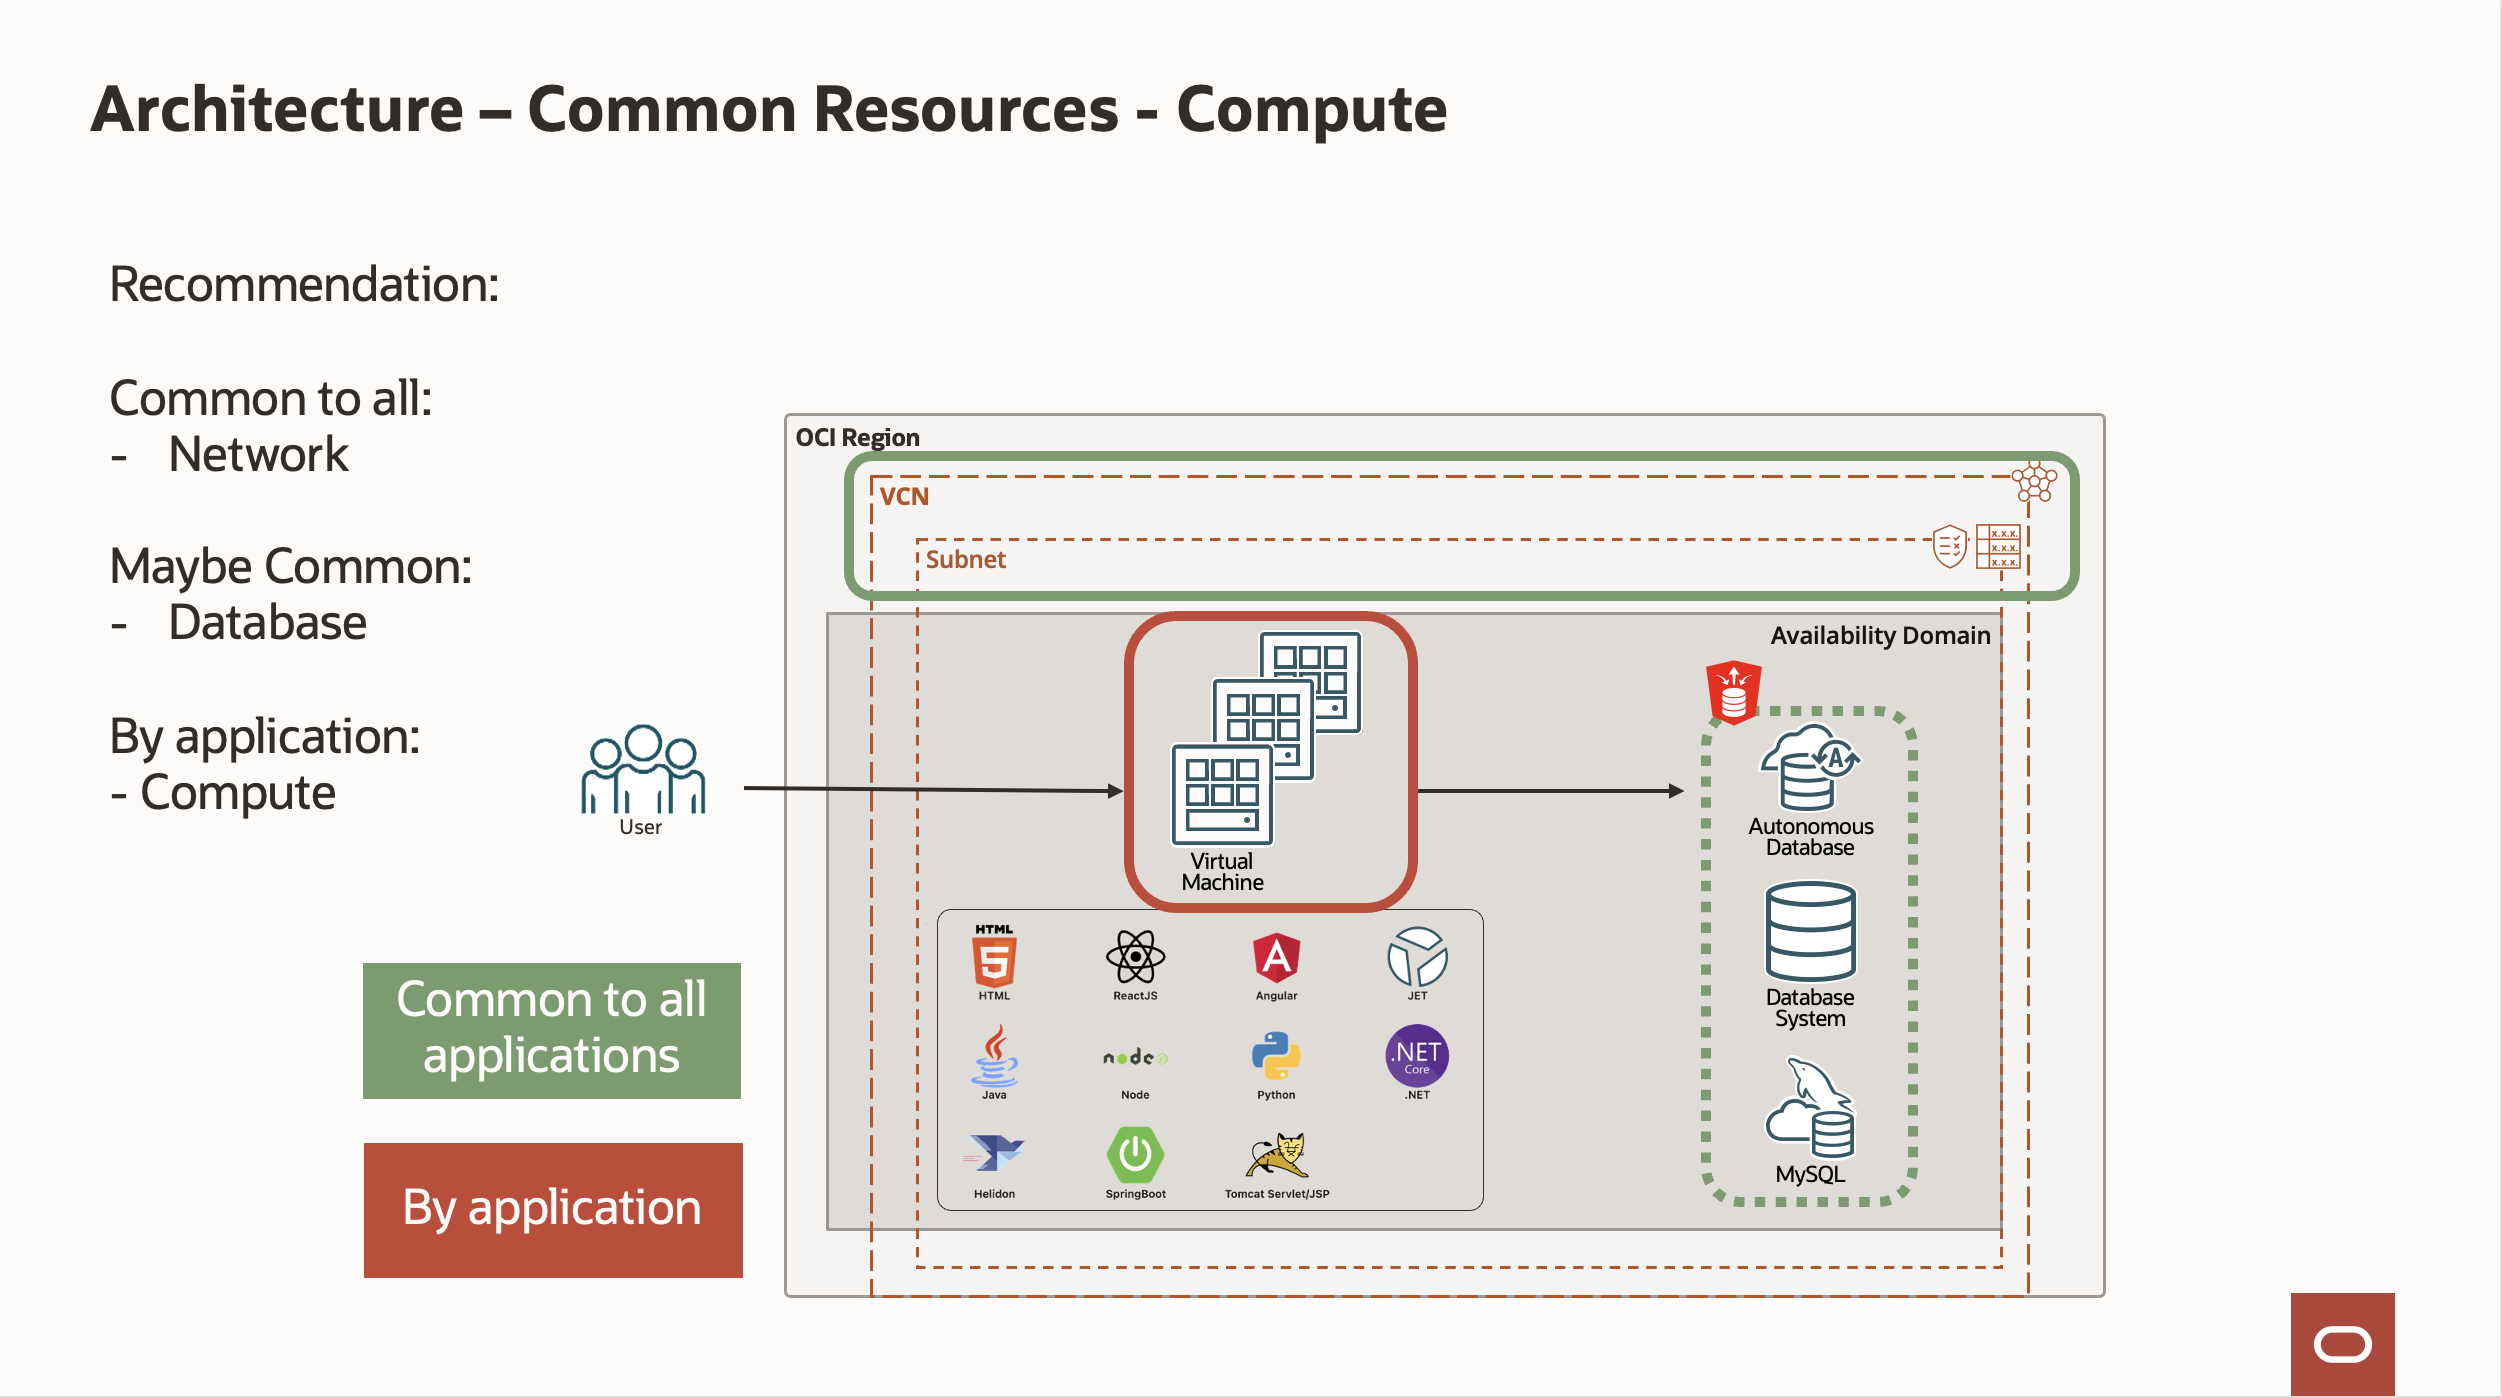 Architecture – Common Resources - Compute
Recommendation:
Common to all:
- Network
Maybe Common:
- Database
By application:
- Compute
User
Common to all
applications
By application
OCI Region
VCN
Subnet
x.x.x.
x.x.x.
x.x.x.
Availability Domain
Virtual
Machine
A
Autonomous
Database
Database
System
MySQL
HTML
5
HTML
ReactJS
A
Angular
JET
Java
node
JS
Node
Python
.NET
Core
.NET
Helidon
SpringBoot
Tomcat Servlet/JSP